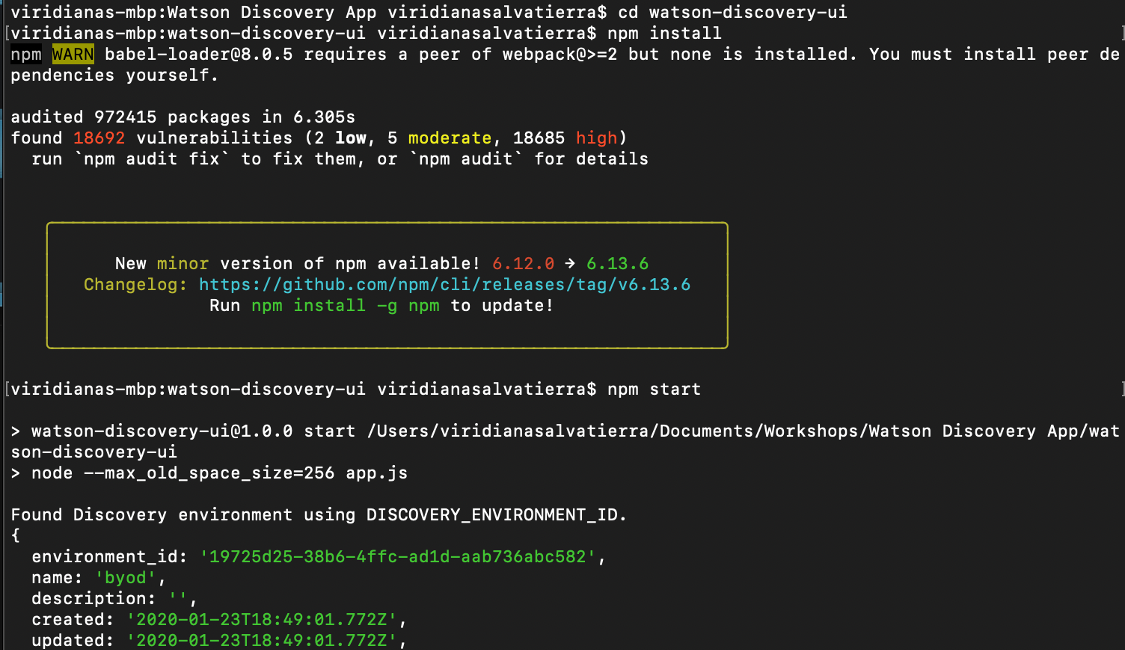 viridianas-mbp:Watson Discovery App viridianasalvatierra$ cd watson-discovery-ui
[viridianas-mbp:watson-discovery-ui viridianasalvatierra$ npm install ]
npm WARN babel-loader@8.0.5 requires a peer of webpack@>=2 but none is installed. You must install peer de
pendencies yourself.
audited 972415 packages in 6.305s
found 18692 vulnerabilities (2 low, 5 moderate, 18685 high)
run `npm audit fix` to fix them, or `npm audit` for details
New minor version of npm available! 6.12.0 → 6.13.6
Changelog: https://github.com/npm/cli/releases/tag/v6.13.6
Run npm install -g npm to update!
[viridianas-mbp:watson-discovery-ui viridianasalvatierra$ npm start ]
> watson-discovery-ui@1.0.0 start /Users/viridianasalvatierra/Documents/Workshops/Watson Discovery App/wat
son-discovery-ui
> node --max_old_space_size=256 app.js
Found Discovery environment using DISCOVERY_ENVIRONMENT_ID.
{
environment_id: '19725d25-38b6-4ffc-ad1d-aab736abc582',
name: 'byod',
description: '',
created: '2020-01-23T18:49:01.772Z',
updated: '2020-01-23T18:49:01.772Z',